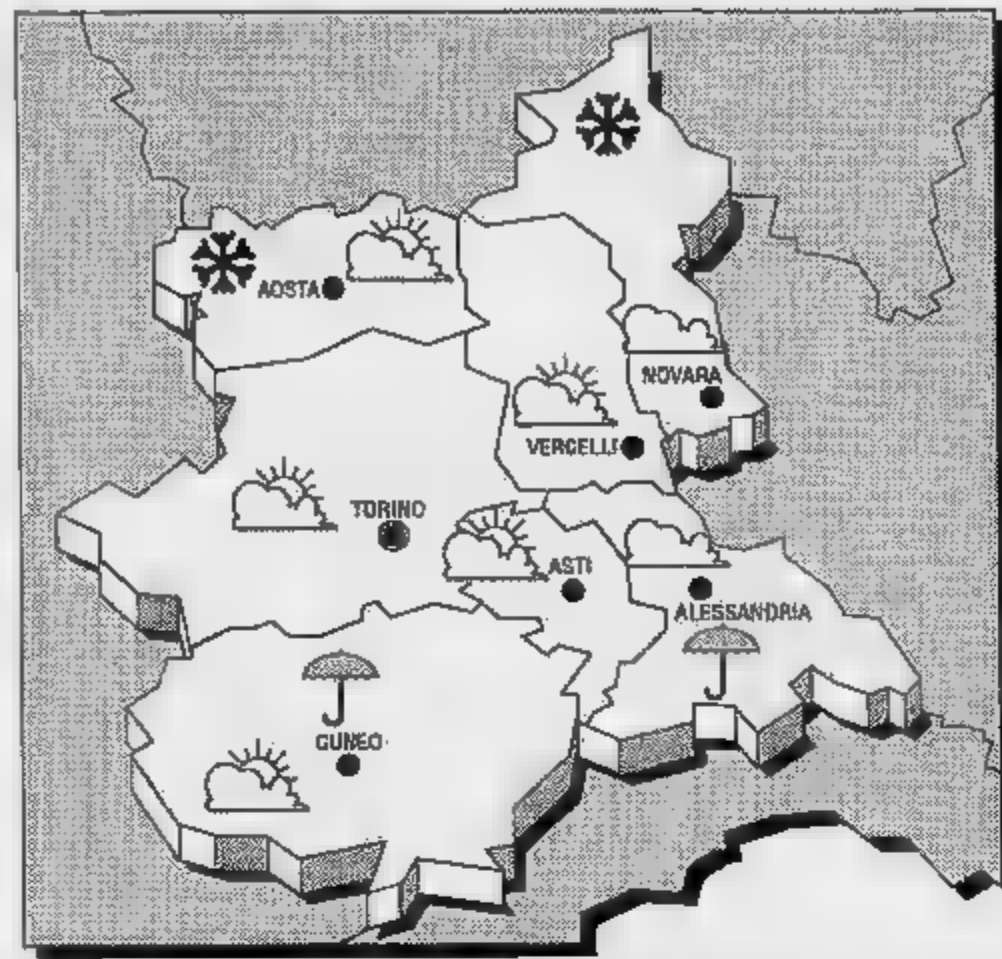 AOSTA
NOVARA
VERCELLI
TORINO
ASTI
ALESSANDRIA
CUNEO